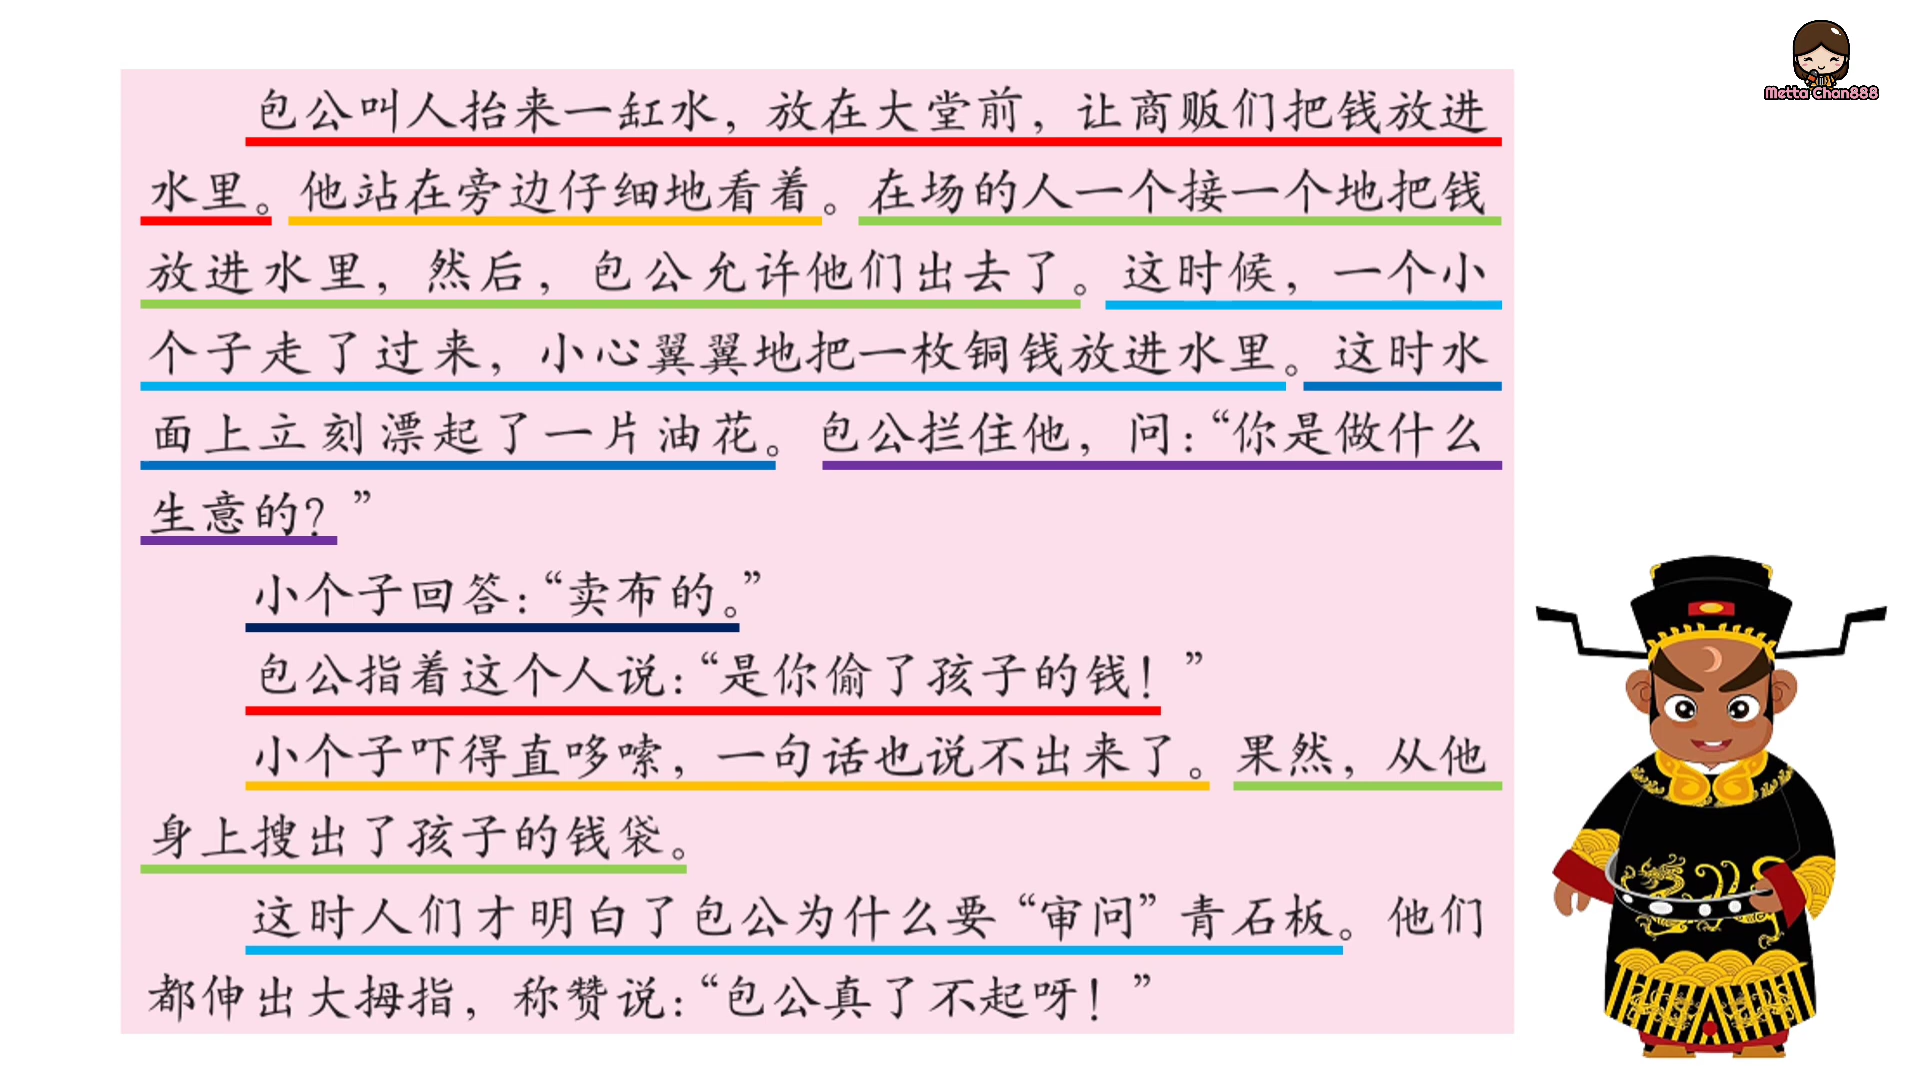 Metta Chan888
包公叫人抬来一缸水，放在大堂前，让商贩们把钱放进
水里。他站在旁边仔细地看着。在场的人一个接一个地把钱
放进水里，然后，包公允许他们出去了。这时候，一个小
个子走了过来，小心翼翼地把一枚铜钱放进水里。这时水
面上立刻漂起了一片油花。包公拦住他，问：“你是做什么
生意的？”
小个子回答：“卖布的。”
包公指着这个人说：“是你偷了孩子的钱！”
小个子吓得直哆嗦，一句话也说不出来了。果然，从他
身上搜出了孩子的钱袋。
这时人们才明白了包公为什么要“审问”青石板。他们
都伸出大拇指，称赞说：“包公真了不起呀！”